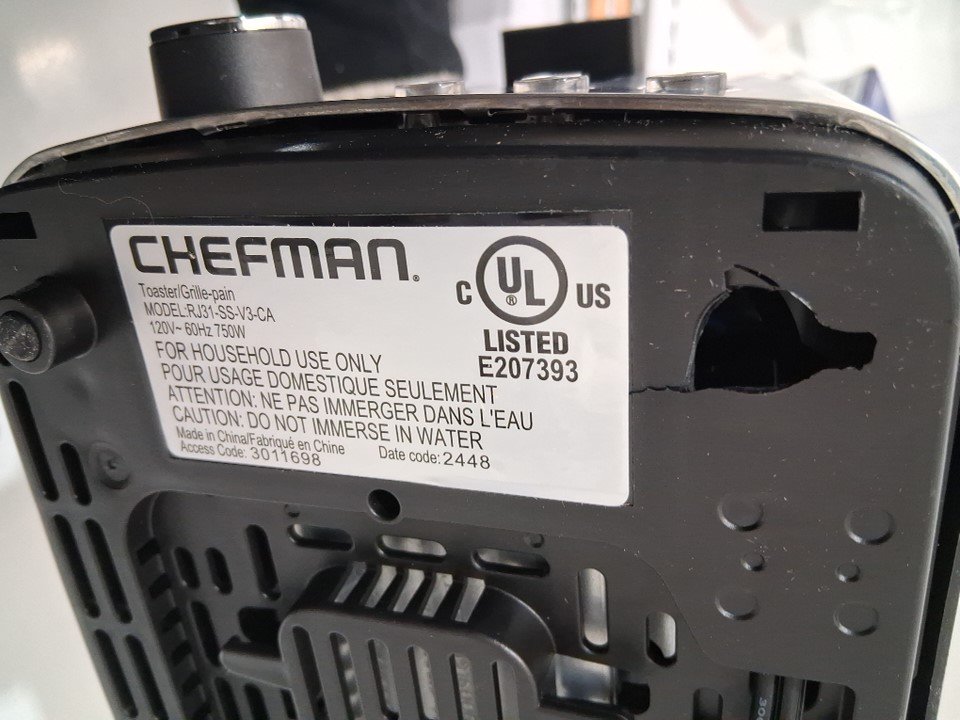 CHEFMAN®
Toaster/Grille-pain
MODEL:RJ31-SS-V3-CA
120V~ 60Hz 750W
FOR HOUSEHOLD USE ONLY
POUR USAGE DOMESTIQUE SEULEMENT
ATTENTION: NE PAS IMMERGER DANS L'EAU
CAUTION: DO NOT IMMERSE IN WATER
Made in China/Fabriqué en Chine
Access Code: 3011698
Date code: 2448
C UL® US
LISTED
E207393